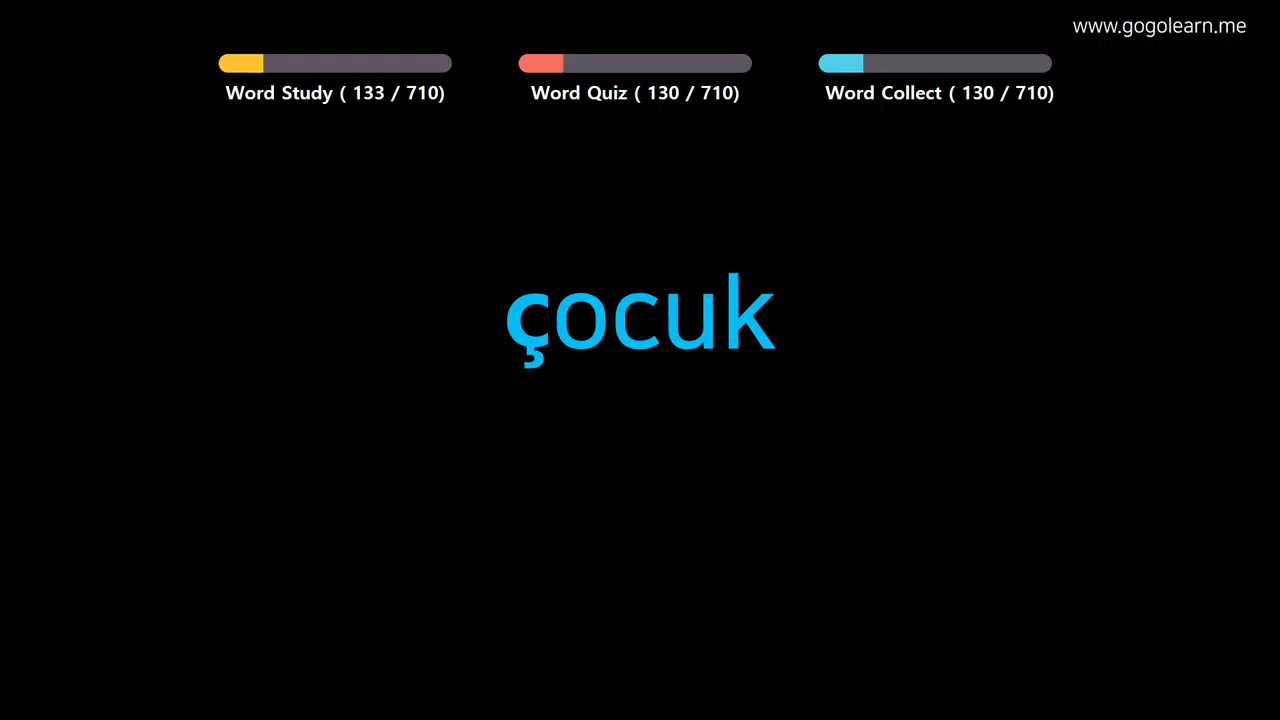 www.gogolearn.me
Word Study ( 133 / 710)
Word Quiz ( 130 / 710)
Word Collect ( 130 / 710)
çocuk